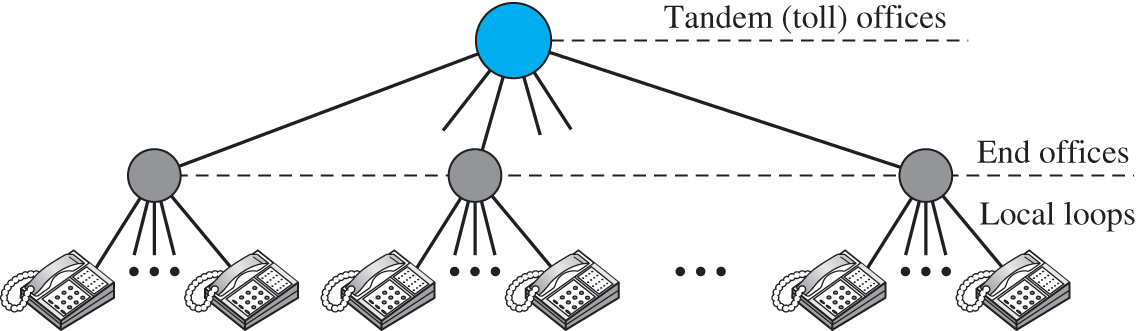 Tandem (toll) offices
End offices
Local loops